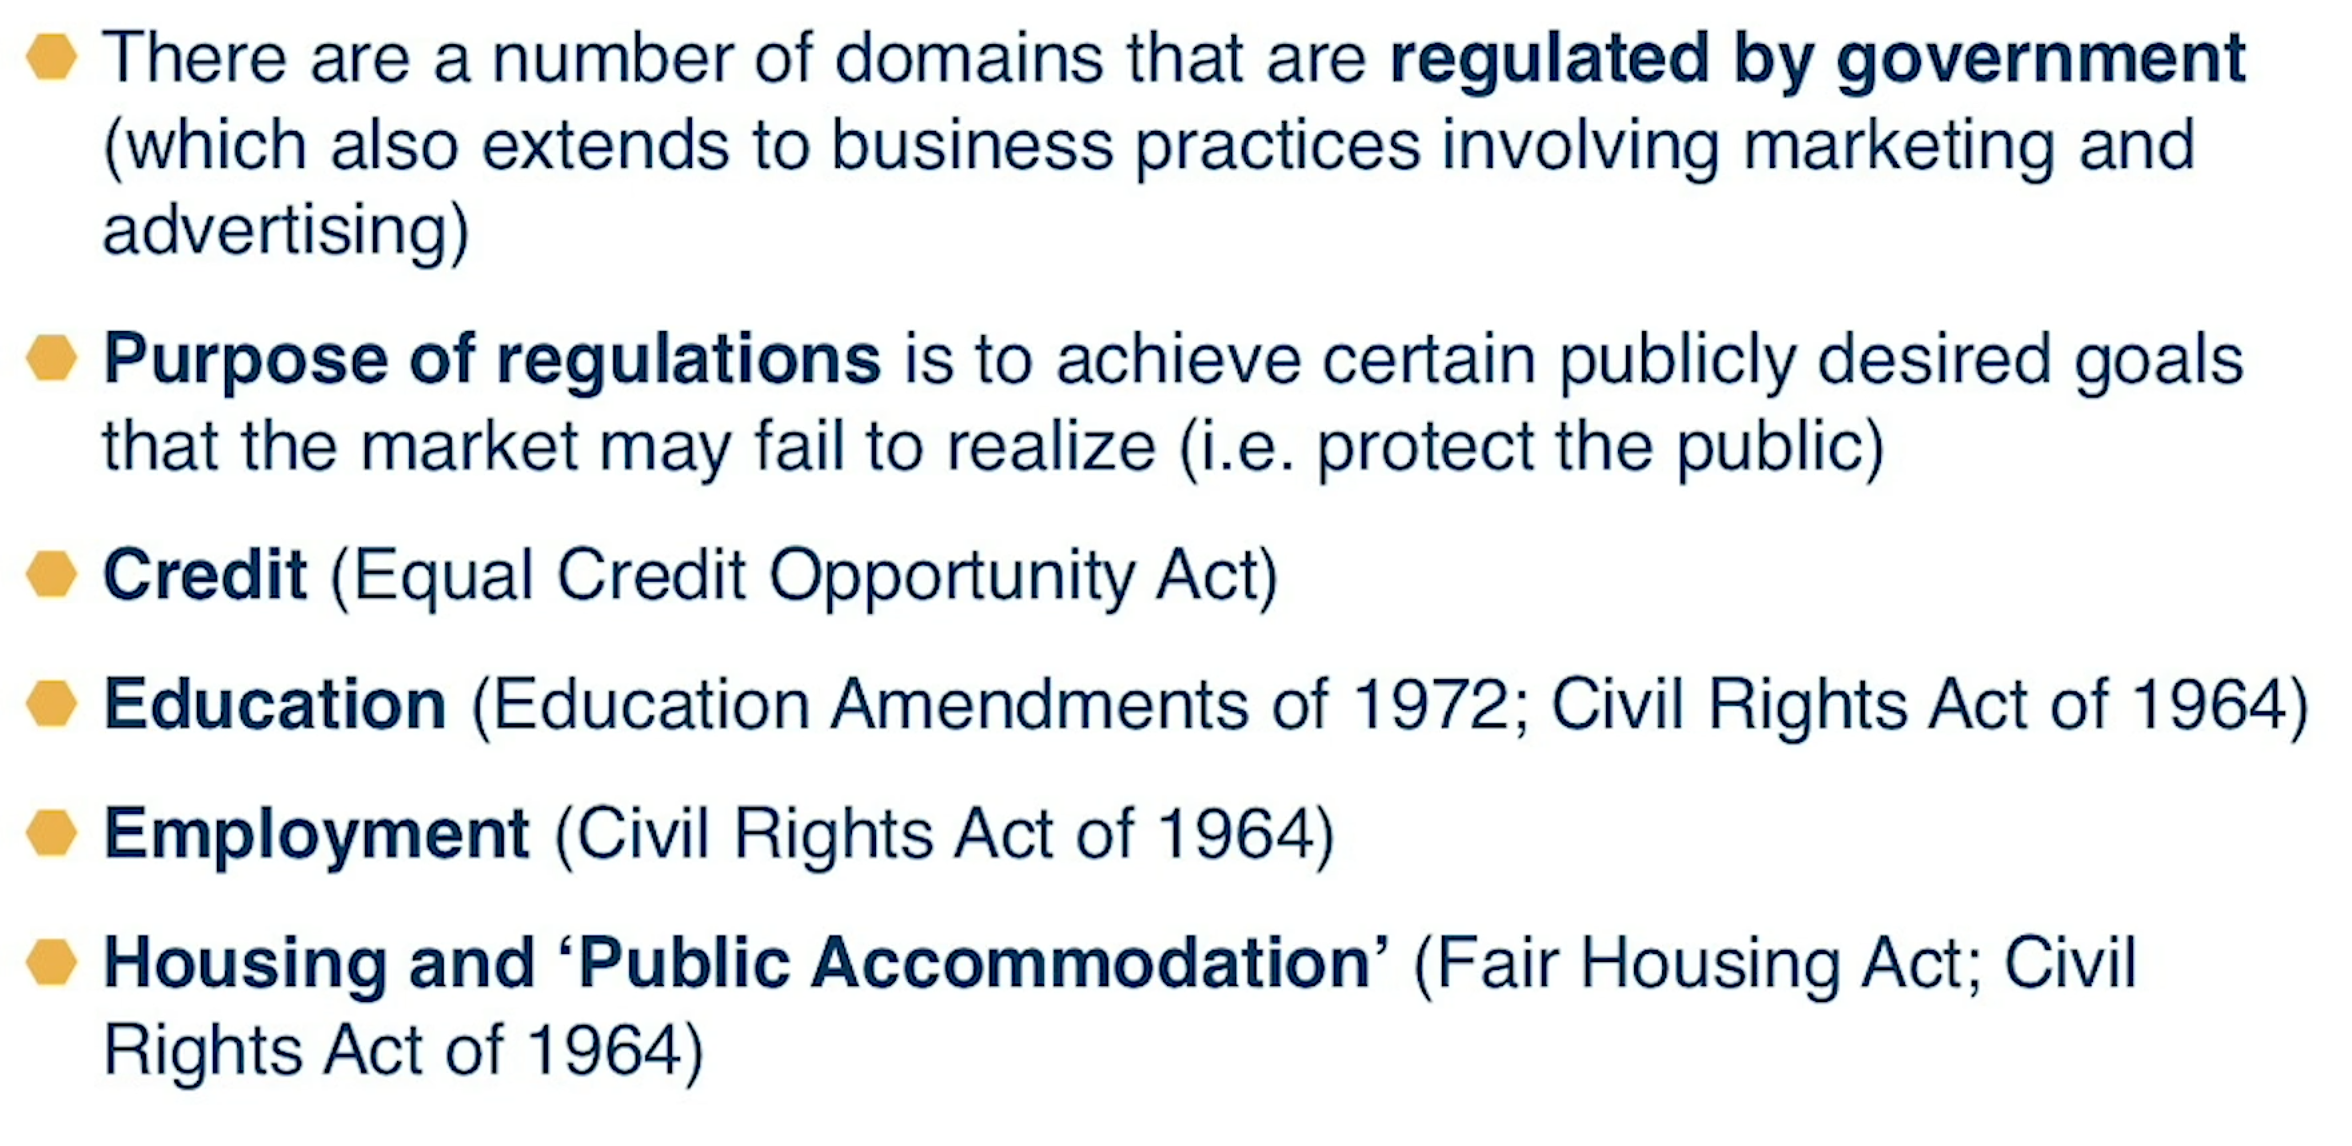 There are a number of domains that are regulated by government
(which also extends to business practices involving marketing and
advertising)
Purpose of regulations is to achieve certain publicly desired goals
that the market may fail to realize (i.e. protect the public)
Credit (Equal Credit Opportunity Act)
Education (Education Amendments of 1972; Civil Rights Act of 1964)
Employment (Civil Rights Act of 1964)
Housing and ‘Public Accommodation’ (Fair Housing Act; Civil
Rights Act of 1964)